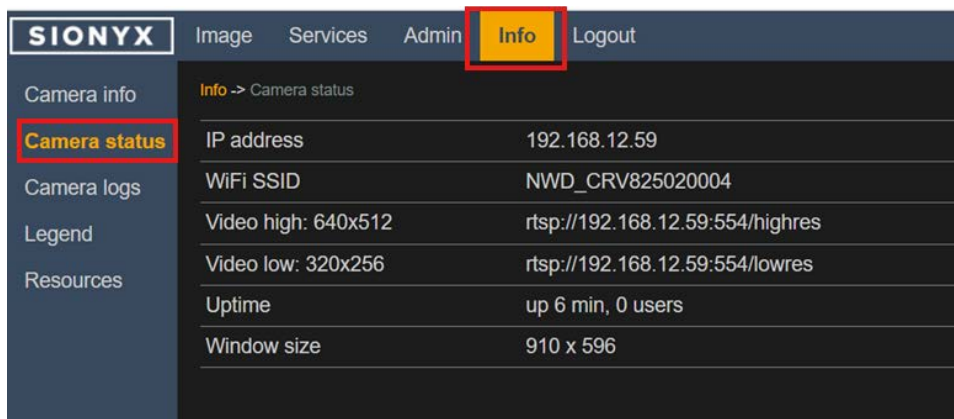 SIONYX Image Services Admin Info Logout
Camera info
Camera status
Camera logs
Legend
Resources
Info -> Camera status
IP address 192.168.12.59
WiFi SSID NWD_CRV825020004
Video high: 640x512 rtsp://192.168.12.59:554/highres
Video low: 320x256 rtsp://192.168.12.59:554/lowres
Uptime up 6 min, 0 users
Window size 910 x 596